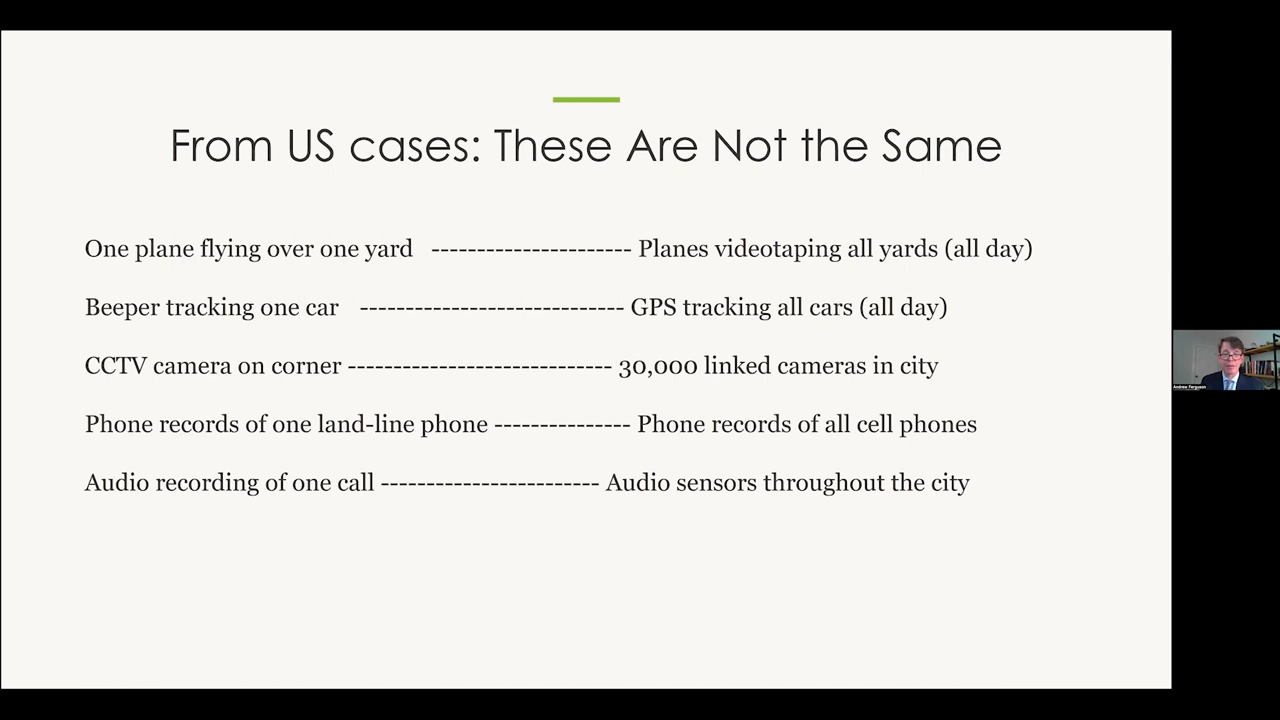 From US cases: These Are Not the Same
One plane flying over one yard ---------------------- Planes videotaping all yards (all day)
Beeper tracking one car ----------------------------- GPS tracking all cars (all day)
CCTV camera on corner ----------------------------- 30,000 linked cameras in city
Phone records of one land-line phone --------------- Phone records of all cell phones
Audio recording of one call ------------------------ Audio sensors throughout the city
Andrew Ferguson